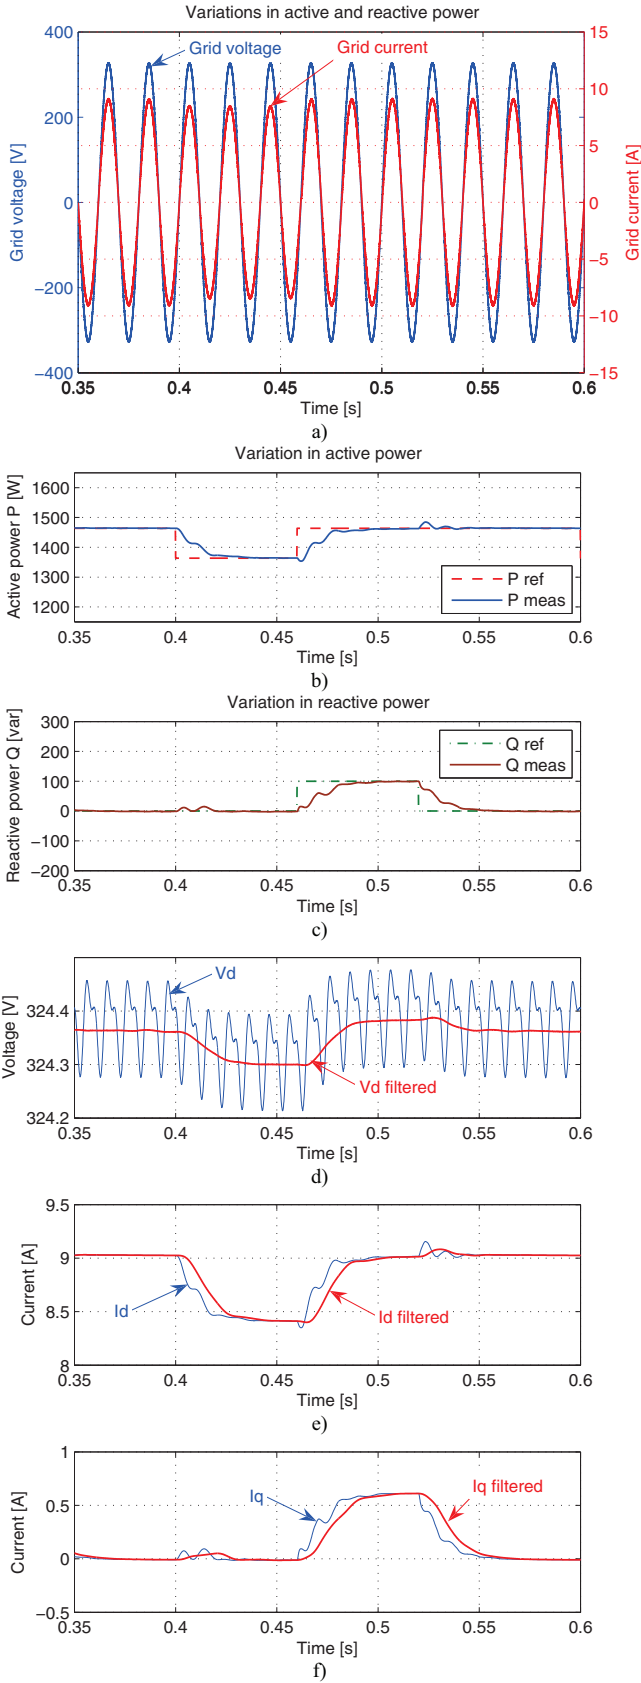 Variations in active and reactive power
400
200
0
−200
−400
Grid voltage [V]
Grid voltage
Grid current
15
10
5
0
−5
−10
−15
Grid current [A]
0.35 0.4 0.45 0.5 0.55 0.6
Time [s]
a)
Variation in active power
1600
1500
1400
1300
1200
Active power P [W]
P ref
P meas
0.35 0.4 0.45 0.5 0.55 0.6
Time [s]
b)
Variation in reactive power
300
200
100
0
−100
−200
Reactive power Q [var]
Q ref
Q meas
0.35 0.4 0.45 0.5 0.55 0.6
Time [s]
c)
324.4
324.3
324.2
Voltage [V]
Vd
Vd filtered
0.35 0.4 0.45 0.5 0.55 0.6
Time [s]
d)
9.5
9
8.5
8
Current [A]
Id
Id filtered
0.35 0.4 0.45 0.5 0.55 0.6
Time [s]
e)
1
0.5
0
−0.5
Current [A]
Iq
Iq filtered
0.35 0.4 0.45 0.5 0.55 0.6
Time [s]
f)